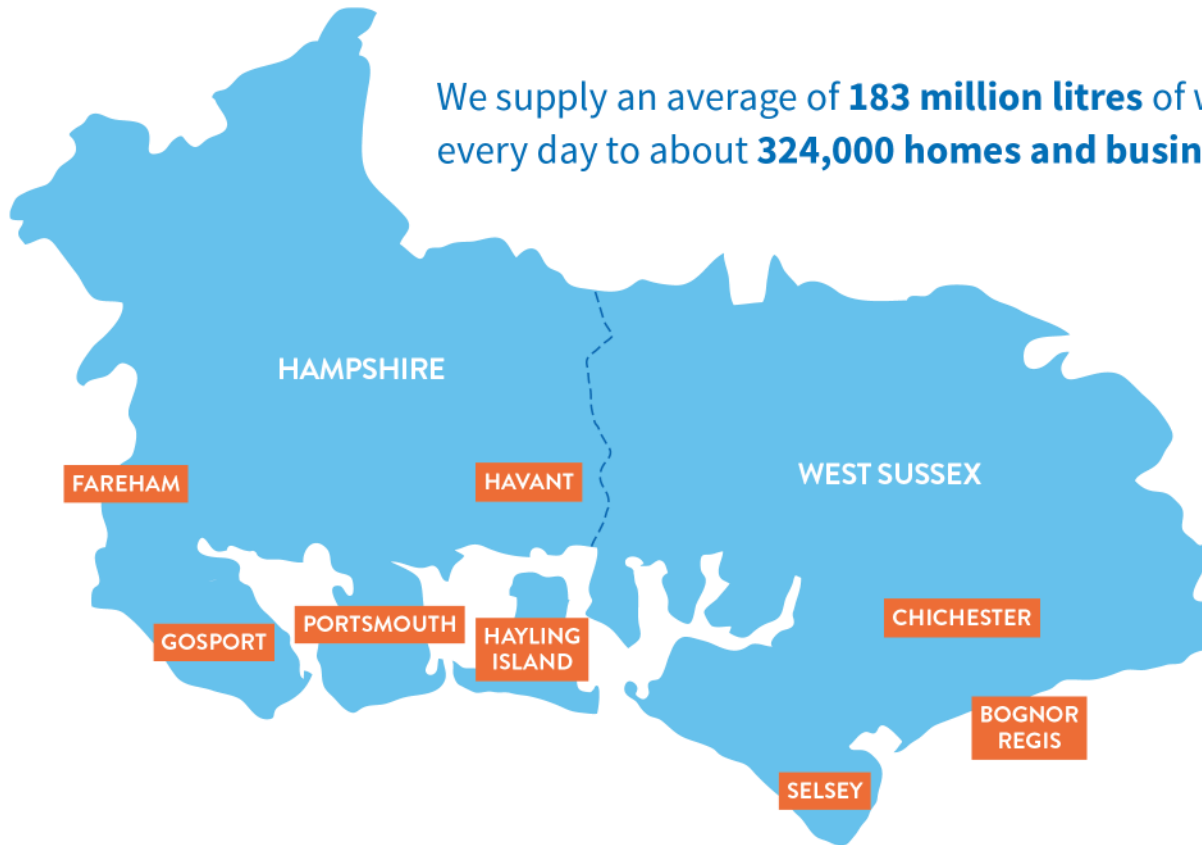 We supply an average of 183 million litres of
every day to about 324,000 homes and
HAMPSHIRE
WEST SUSSEX
FAREHAM
HAVANT
PORTSMOUTH
GOSPORT
HAYLING
ISLAND
CHICHESTER
BOGNOR
REGIS
SELSEY